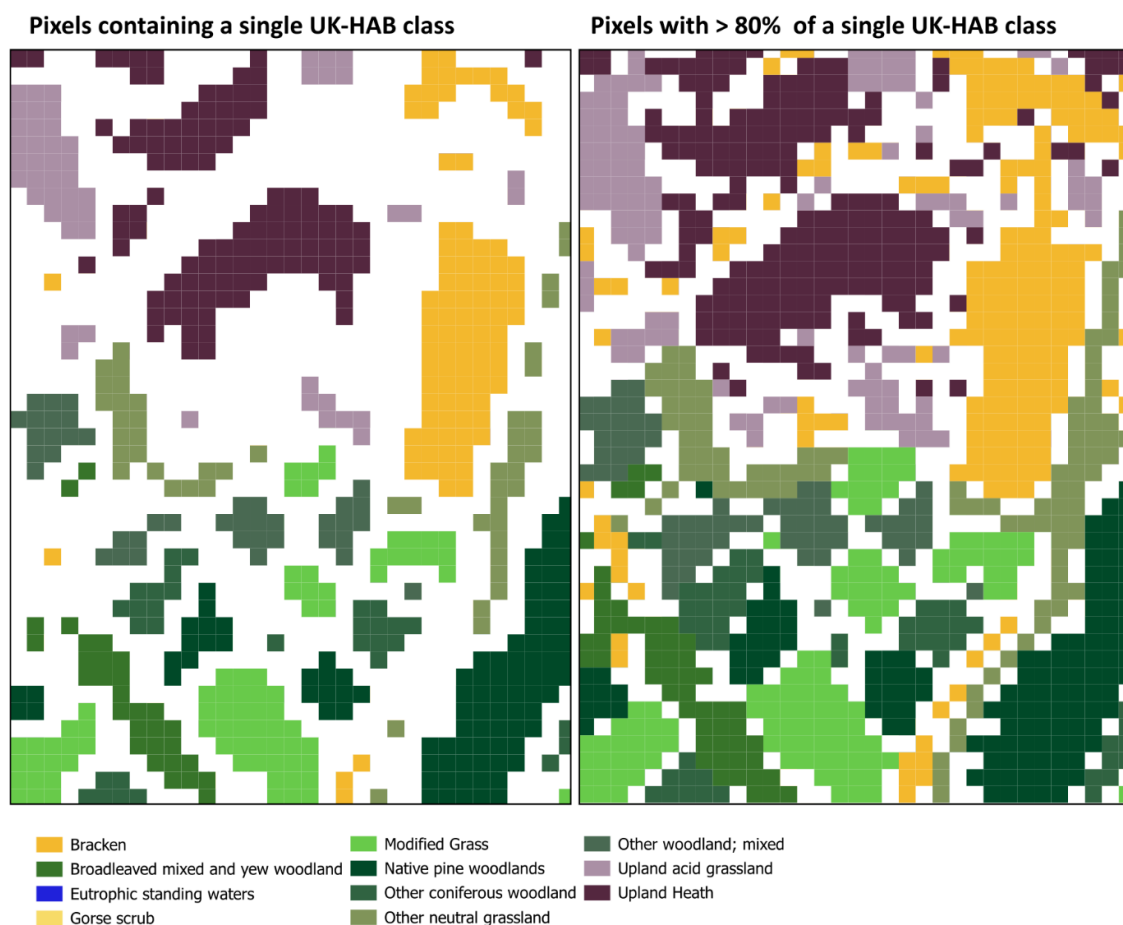 Pixels containing a single UK-HAB class
Pixels with > 80% of a single UK-HAB class
Bracken
Broadleaved mixed and yew woodland
Eutrophic standing waters
Gorse scrub
Modified Grass
Native pine woodlands
Other coniferous woodland
Other neutral grassland
Other woodland; mixed
Upland acid grassland
Upland Heath